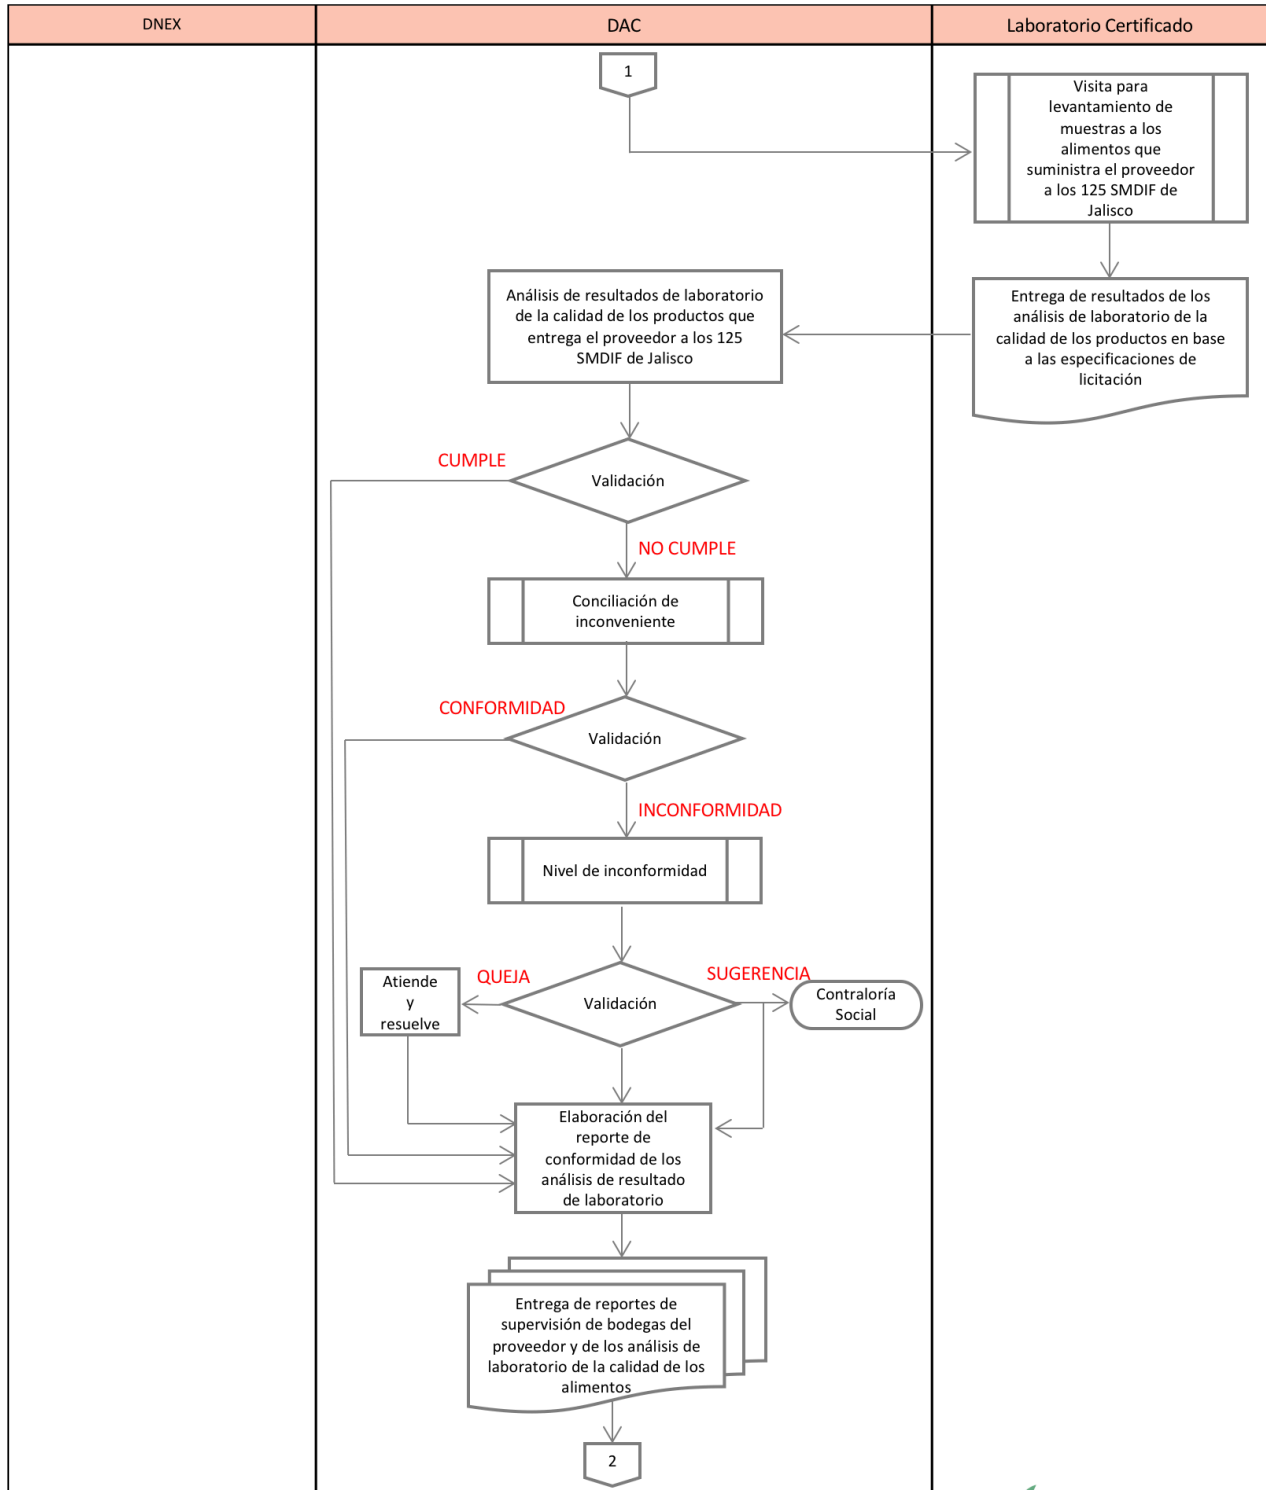 DNEX
DAC
Laboratorio Certificado
1
Visita para
levantamiento de
muestras a los
alimentos que
suministra el proveedor
a los 125 SMDIF de
Jalisco
Entrega de resultados de los
análisis de laboratorio de la
calidad de los productos en base
a las especificaciones de
licitación
Análisis de resultados de laboratorio
de la calidad de los productos que
entrega el proveedor a los 125
SMDIF de Jalisco
CUMPLE
Validación
NO CUMPLE
Conciliación de
inconveniente
CONFORMIDAD
Validación
INCONFORMIDAD
Nivel de inconformidad
Atiende
y
resuelve
QUEJA
Validación
SUGERENCIA
Contraloría
Social
Elaboración del
reporte de
conformidad de los
análisis de resultado
de laboratorio
Entrega de reportes de
supervisión de bodegas del
proveedor y de los análisis de
laboratorio de la calidad de los
alimentos
2